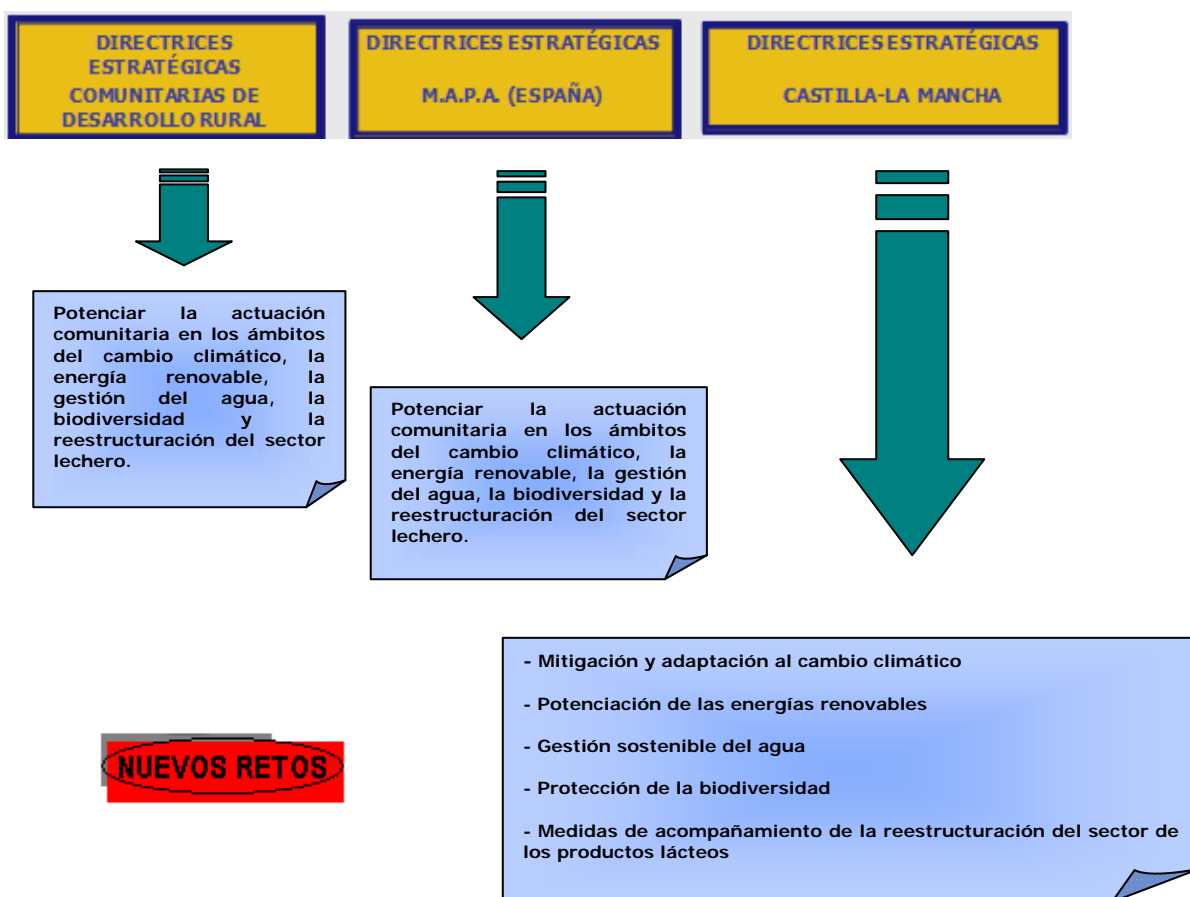 DIRECTRICES
ESTRATÉGICAS
COMUNITARIAS DE
DESARROLLO RURAL
DIRECTRICES ESTRATÉGICAS
M.A.P.A. (ESPAÑA)
DIRECTRICES ESTRATÉGICAS
CASTILLA-LA MANCHA
Potenciar la actuación
comunitaria en los ámbitos
del cambio climático, la
energía renovable, la
gestión del agua, la
biodiversidad y la
reestructuración del sector
lechero.
Potenciar la actuación
comunitaria en los ámbitos
del cambio climático, la
energía renovable, la gestión
del agua, la biodiversidad y la
reestructuración del sector
lechero.
- Mitigación y adaptación al cambio climático
- Potenciación de las energías renovables
- Gestión sostenible del agua
- Protección de la biodiversidad
- Medidas de acompañamiento de la reestructuración del sector de
los productos lácteos
NUEVOS RETOS